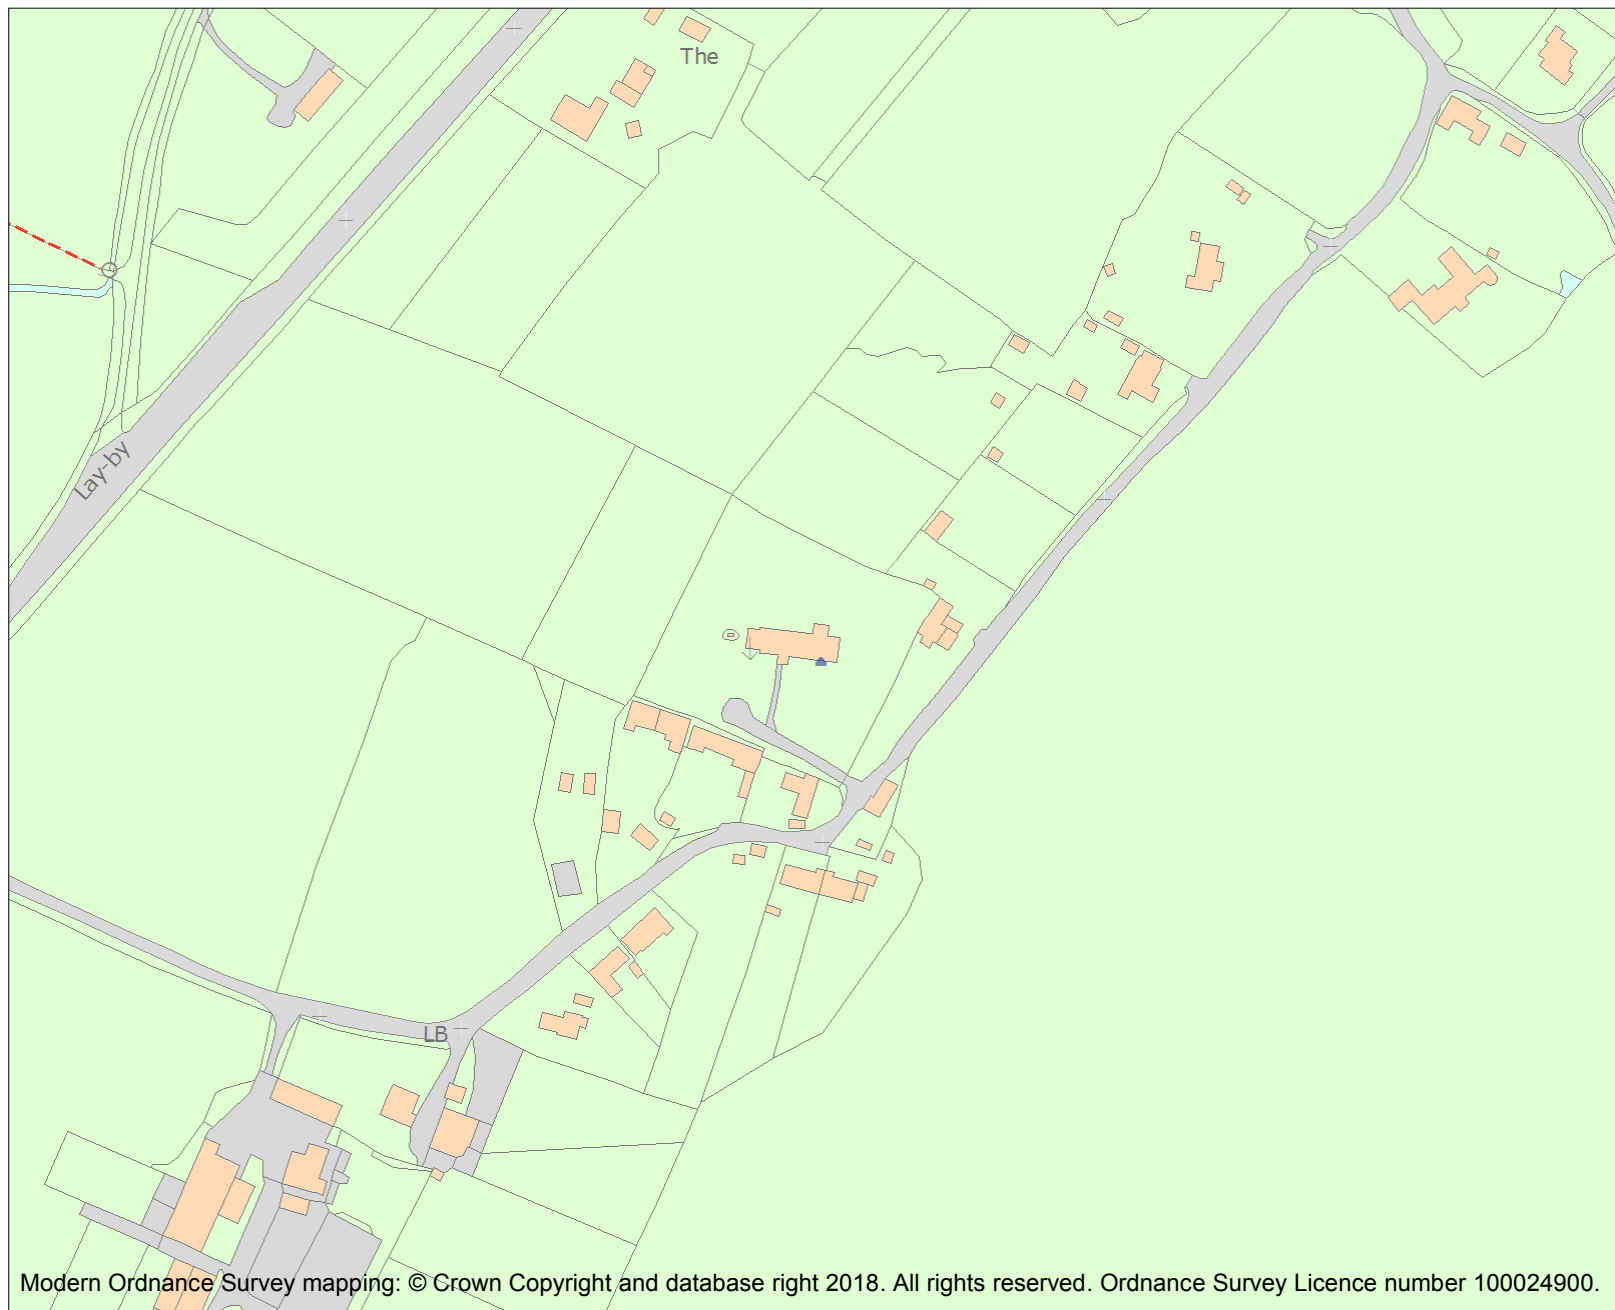 The
Lay-by
LB
Modern Ordnance Survey mapping: © Crown Copyright and database right 2018. All rights reserved. Ordnance Survey Licence number 100024900.